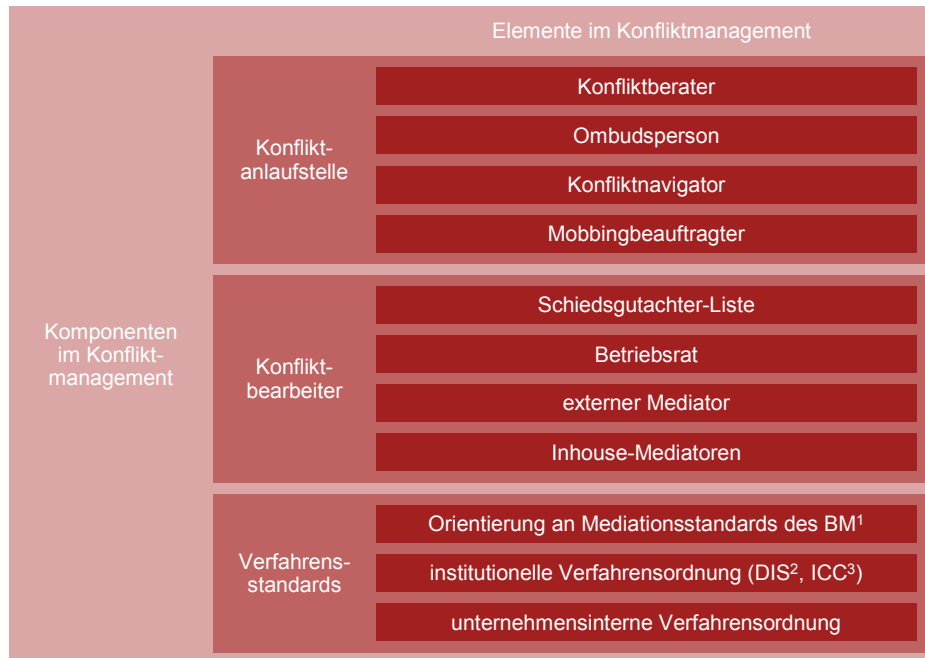 Elemente im Konfliktmanagement
Komponenten
im Konflikt-
management
Konflikt-
anlaufstelle
Konfliktberater
Ombudsperson
Konfliktnavigator
Mobbingbeauftragter
Konflikt-
bearbeiter
Schiedsgutachter-Liste
Betriebsrat
externer Mediator
Inhouse-Mediatoren
Verfahrens-
standards
Orientierung an Mediationsstandards des BM¹
institutionelle Verfahrensordnung (DIS², ICC³)
unternehmensinterne Verfahrensordnung